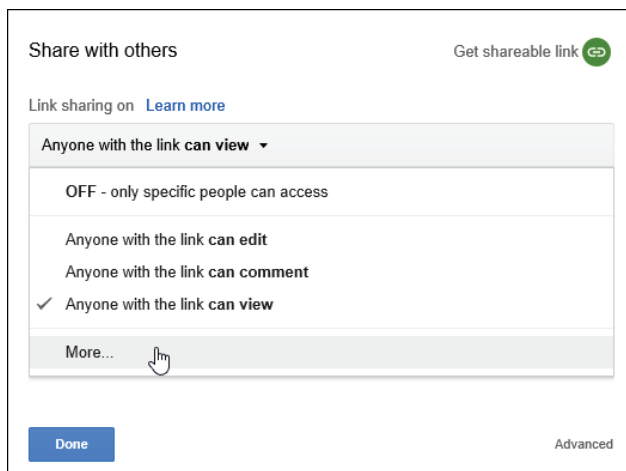 Share with others
Get shareable link
Link sharing on Learn more
Anyone with the link can view
OFF - only specific people can access
Anyone with the link can edit
Anyone with the link can comment
Anyone with the link can view
More...
Done
Advanced